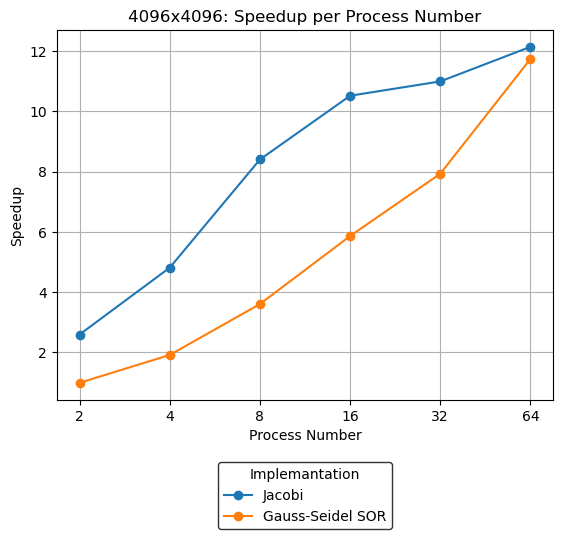 4096x4096: Speedup per Process Number
12
10
8
6
4
2
Speedup
2 4 8 16 32 64
Process Number
Implemantation
Jacobi
Gauss-Seidel SOR